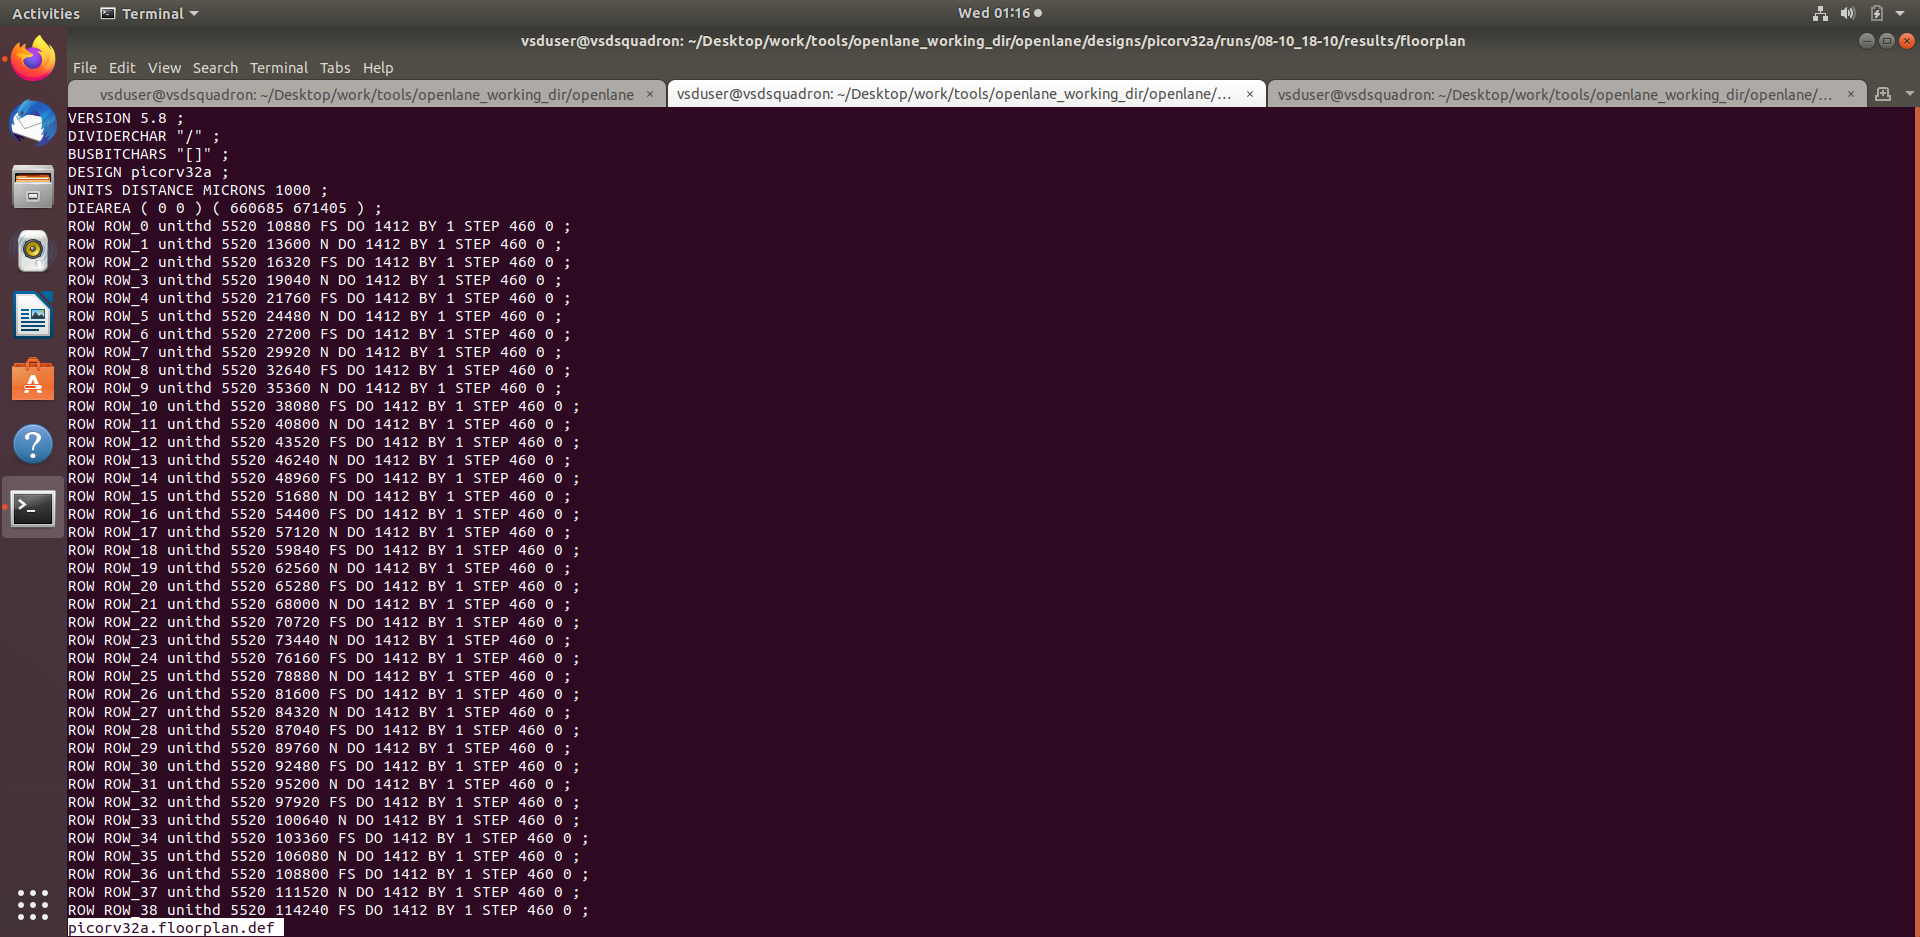 Activities Terminal Wed 01:16
vsduser@vsdsquadron: ~/Desktop/work/tools/openlane_working_dir/openlane/designs/picorv32a/runs/08-10_18-10/results/floorplan
File Edit View Search Terminal Tabs Help
vsduser@vsdsquadron: ~/Desktop/work/tools/openlane_working_dir/openlane × vsduser@vsdsquadron: ~/Desktop/work/tools/openlane_working_dir/openlane/... × vsduser@vsdsquadron: ~/Desktop/work/tools/openlane_working_dir/openlane/... ×
VERSION 5.8 ;
DIVIDERCHAR "/" ;
BUSBITCHARS "[]" ;
DESIGN picorv32a ;
UNITS DISTANCE MICRONS 1000 ;
DIEAREA ( 0 0 ) ( 660685 671405 ) ;
ROW ROW_0 unithd 5520 10880 FS DO 1412 BY 1 STEP 460 0 ;
ROW ROW_1 unithd 5520 13600 N DO 1412 BY 1 STEP 460 0 ;
ROW ROW_2 unithd 5520 16320 FS DO 1412 BY 1 STEP 460 0 ;
ROW ROW_3 unithd 5520 19040 N DO 1412 BY 1 STEP 460 0 ;
ROW ROW_4 unithd 5520 21760 FS DO 1412 BY 1 STEP 460 0 ;
ROW ROW_5 unithd 5520 24480 N DO 1412 BY 1 STEP 460 0 ;
ROW ROW_6 unithd 5520 27200 FS DO 1412 BY 1 STEP 460 0 ;
ROW ROW_7 unithd 5520 29920 N DO 1412 BY 1 STEP 460 0 ;
ROW ROW_8 unithd 5520 32640 FS DO 1412 BY 1 STEP 460 0 ;
ROW ROW_9 unithd 5520 35360 N DO 1412 BY 1 STEP 460 0 ;
ROW ROW_10 unithd 5520 38080 FS DO 1412 BY 1 STEP 460 0 ;
ROW ROW_11 unithd 5520 40800 N DO 1412 BY 1 STEP 460 0 ;
ROW ROW_12 unithd 5520 43520 FS DO 1412 BY 1 STEP 460 0 ;
ROW ROW_13 unithd 5520 46240 N DO 1412 BY 1 STEP 460 0 ;
ROW ROW_14 unithd 5520 48960 FS DO 1412 BY 1 STEP 460 0 ;
ROW ROW_15 unithd 5520 51680 N DO 1412 BY 1 STEP 460 0 ;
ROW ROW_16 unithd 5520 54400 FS DO 1412 BY 1 STEP 460 0 ;
ROW ROW_17 unithd 5520 57120 N DO 1412 BY 1 STEP 460 0 ;
ROW ROW_18 unithd 5520 59840 FS DO 1412 BY 1 STEP 460 0 ;
ROW ROW_19 unithd 5520 62560 N DO 1412 BY 1 STEP 460 0 ;
ROW ROW_20 unithd 5520 65280 FS DO 1412 BY 1 STEP 460 0 ;
ROW ROW_21 unithd 5520 68000 N DO 1412 BY 1 STEP 460 0 ;
ROW ROW_22 unithd 5520 70720 FS DO 1412 BY 1 STEP 460 0 ;
ROW ROW_23 unithd 5520 73440 N DO 1412 BY 1 STEP 460 0 ;
ROW ROW_24 unithd 5520 76160 FS DO 1412 BY 1 STEP 460 0 ;
ROW ROW_25 unithd 5520 78880 N DO 1412 BY 1 STEP 460 0 ;
ROW ROW_26 unithd 5520 81600 FS DO 1412 BY 1 STEP 460 0 ;
ROW ROW_27 unithd 5520 84320 N DO 1412 BY 1 STEP 460 0 ;
ROW ROW_28 unithd 5520 87040 FS DO 1412 BY 1 STEP 460 0 ;
ROW ROW_29 unithd 5520 89760 N DO 1412 BY 1 STEP 460 0 ;
ROW ROW_30 unithd 5520 92480 FS DO 1412 BY 1 STEP 460 0 ;
ROW ROW_31 unithd 5520 95200 N DO 1412 BY 1 STEP 460 0 ;
ROW ROW_32 unithd 5520 97920 FS DO 1412 BY 1 STEP 460 0 ;
ROW ROW_33 unithd 5520 100640 N DO 1412 BY 1 STEP 460 0 ;
ROW ROW_34 unithd 5520 103360 FS DO 1412 BY 1 STEP 460 0 ;
ROW ROW_35 unithd 5520 106080 N DO 1412 BY 1 STEP 460 0 ;
ROW ROW_36 unithd 5520 108800 FS DO 1412 BY 1 STEP 460 0 ;
ROW ROW_37 unithd 5520 111520 N DO 1412 BY 1 STEP 460 0 ;
ROW ROW_38 unithd 5520 114240 FS DO 1412 BY 1 STEP 460 0 ;
picorv32a.floorplan.def